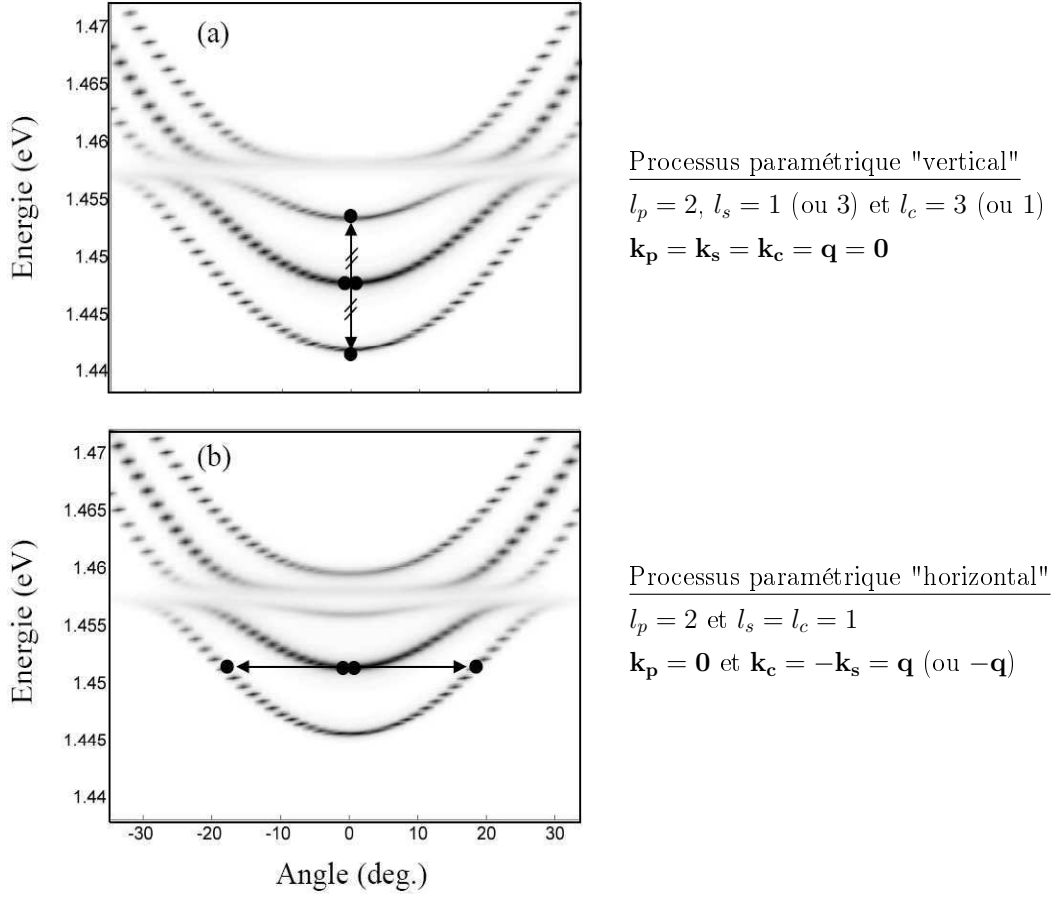 (a)
Energie (eV)
1.47
1.465
1.46
1.455
1.45
1.445
1.44
Processus paramétrique "vertical"
l_p = 2, l_s = 1 (ou 3) et l_c = 3 (ou 1)
k_p = k_s = k_c = q = 0
(b)
Energie (eV)
1.47
1.465
1.46
1.455
1.45
1.445
1.44
-30 -20 -10 0 10 20 30
Angle (deg.)
Processus paramétrique "horizontal"
l_p = 2 et l_s = l_c = 1
k_p = 0 et k_c = −k_s = q (ou −q)